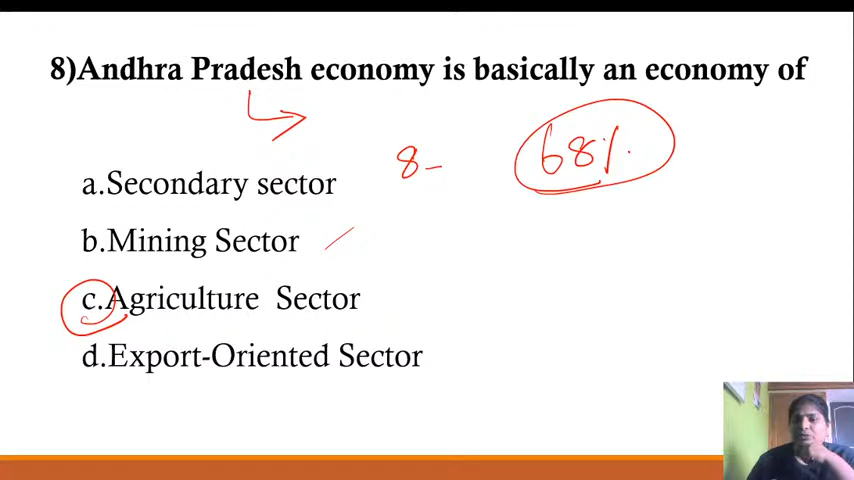 8)Andhra Pradesh economy is basically an economy of
8-
68%
a.Secondary sector
b.Mining Sector
c.Agriculture Sector
d.Export-Oriented Sector